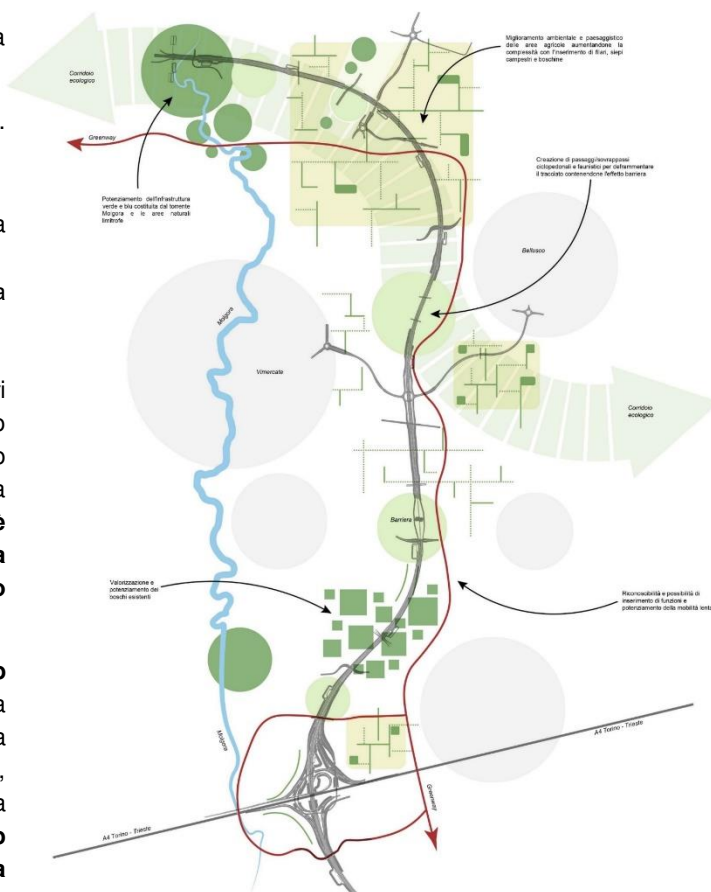 a
.
a
a
ri
o
o
a
è
a
o
o
a
a
,
a
o
a
Miglioramento ambientale e paesaggistico
delle aree agricole aumentandone la
compessità con l'inserimento di filari, siepi
campestri e boschine
Corridoio
ecologico
Greenway
Creazione di passaggi/sovrappassi
ciclopedonali e faunistici per deframmentare
il tracciato contenendone l'effetto barriera
Potenziamento dell'infrastruttura
verde e blu costituita dal torrente
Molgora e le aree naturali
limitrofe
Bellusco
Molgora
Vimercate
Corridoio
ecologico
Barriera
Valorizzazione e
potenziamento dei
boschi esistenti
Riconoscibilità e possibilità di
inserimento di funzioni e
potenziamento della mobilità lenta
Molgora
A4 Torino - Trieste
Greenway
A4 Torino - Trieste